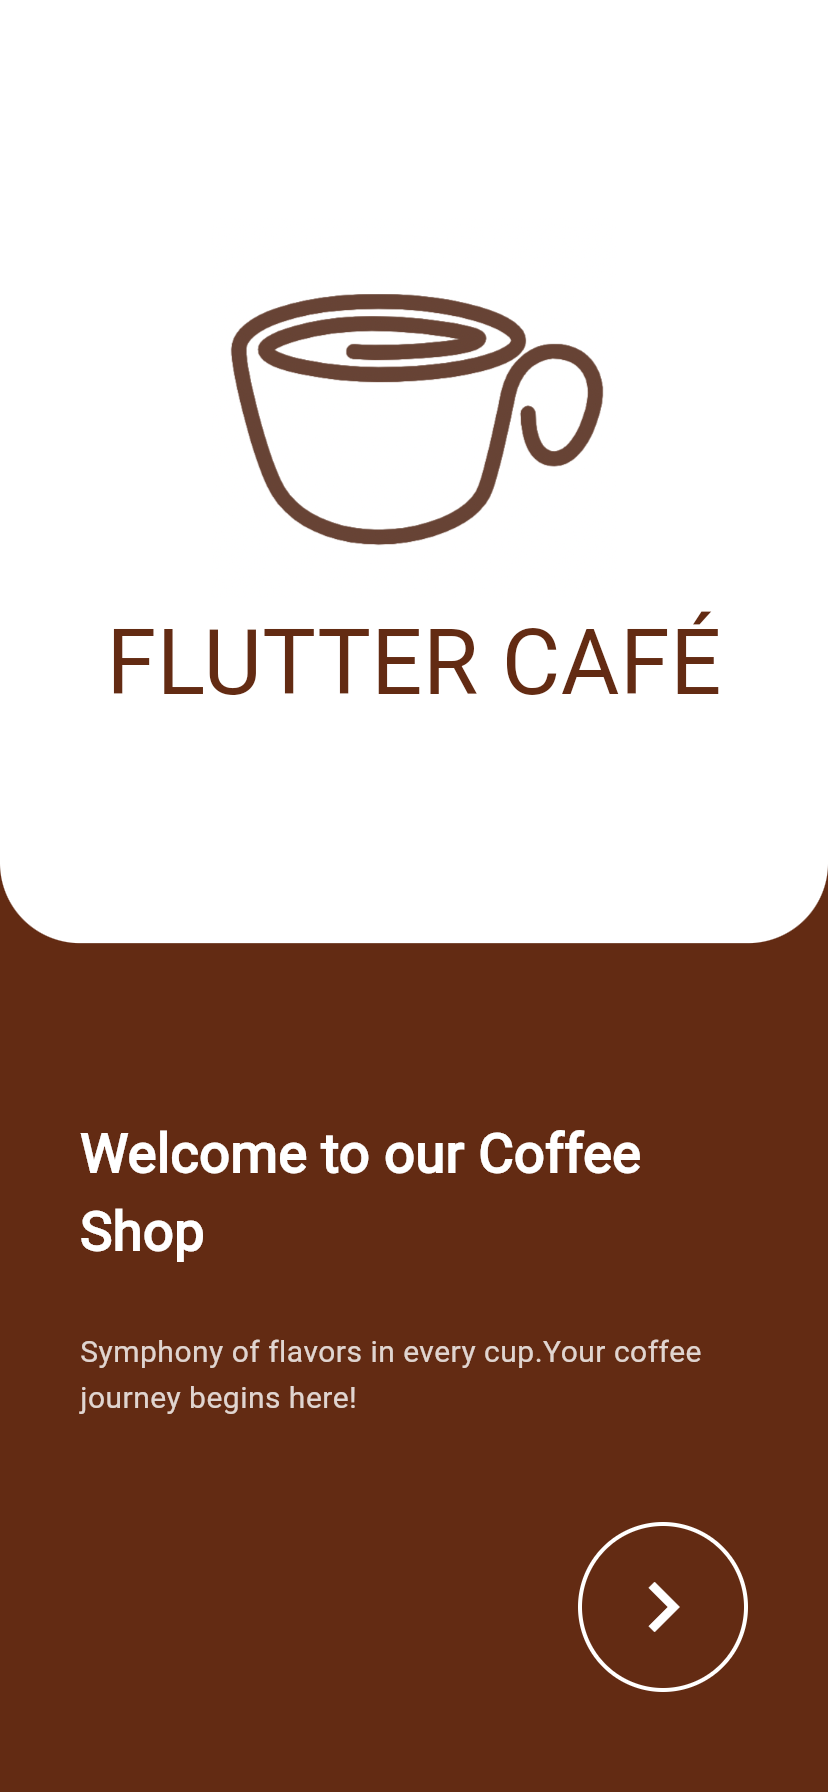 FLUTTER CAFÉ
Welcome to our Coffee
Shop
Symphony of flavors in every cup.Your coffee
journey begins here!